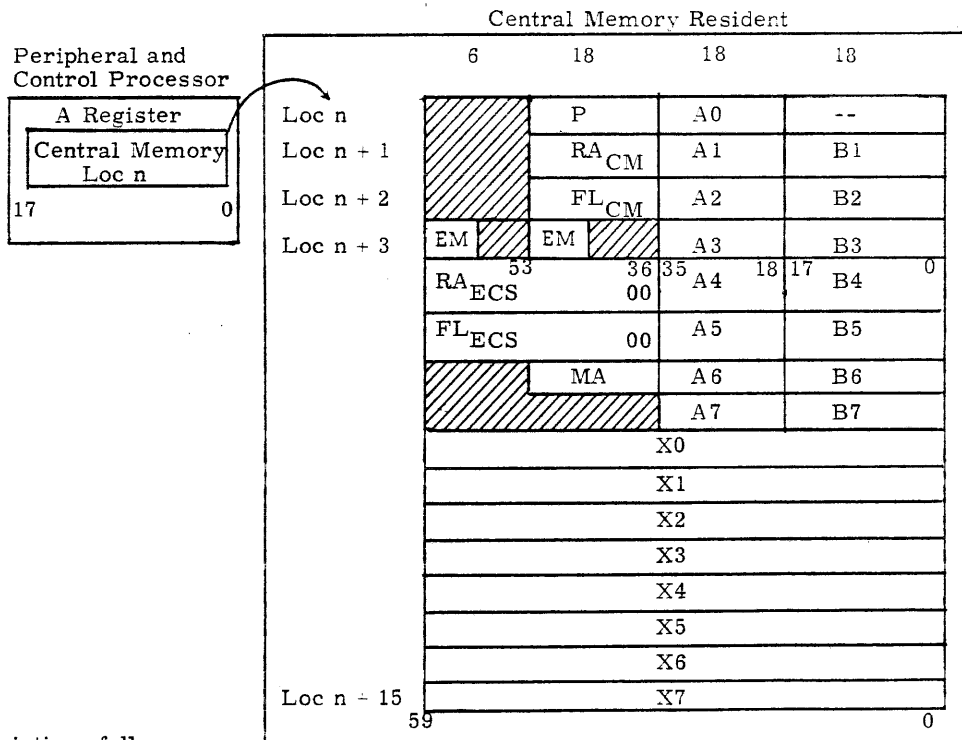 Central Memory Resident
Peripheral and
Control Processor
6 18 18 18
A Register
Central Memory
Loc n
17 0
Loc n P A0 --
Loc n + 1 RA CM A1 B1
Loc n + 2 FL CM A2 B2
Loc n + 3 EM EM A3 B3
53 36 35 18 17 0
RA ECS 00 A4 B4
FL ECS 00 A5 B5
MA A6 B6
A7 B7
X0
X1
X2
X3
X4
X5
X6
Loc n + 15 X7
59 0